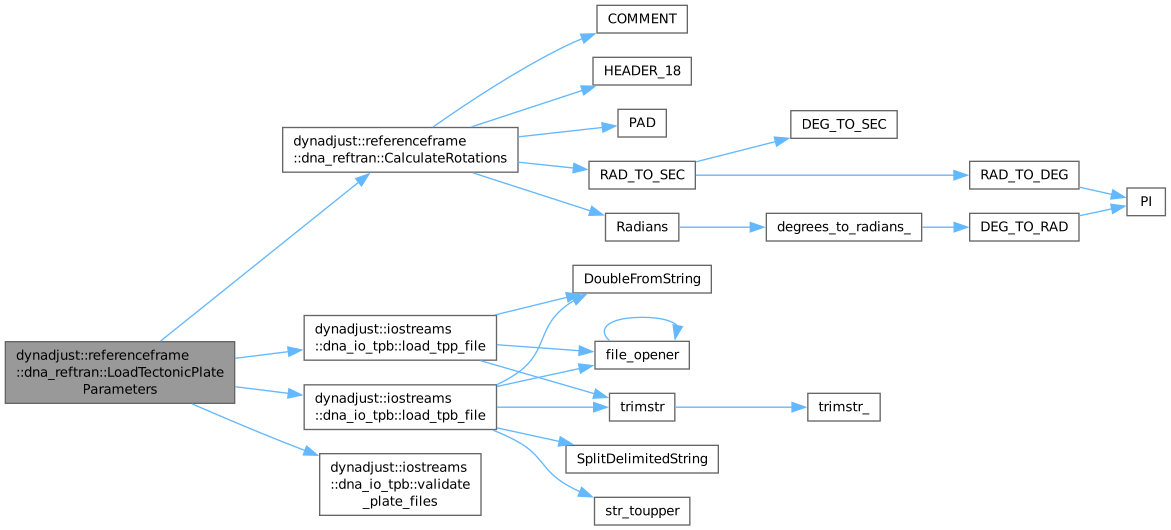 COMMENT
HEADER_18
PAD
DEG_TO_SEC
dynadjust::referenceframe
::dna_reftran::CalculateRotations
RAD_TO_SEC
RAD_TO_DEG
PI
Radians
degrees_to_radians_
DEG_TO_RAD
DoubleFromString
dynadjust::iostreams
::dna_io_tpb::load_tpp_file
file_opener
dynadjust::referenceframe
::dna_reftran::LoadTectonicPlate
Parameters
dynadjust::iostreams
::dna_io_tpb::load_tpb_file
trimstr
trimstr_
SplitDelimitedString
dynadjust::iostreams
::dna_io_tpb::validate
_plate_files
str_toupper